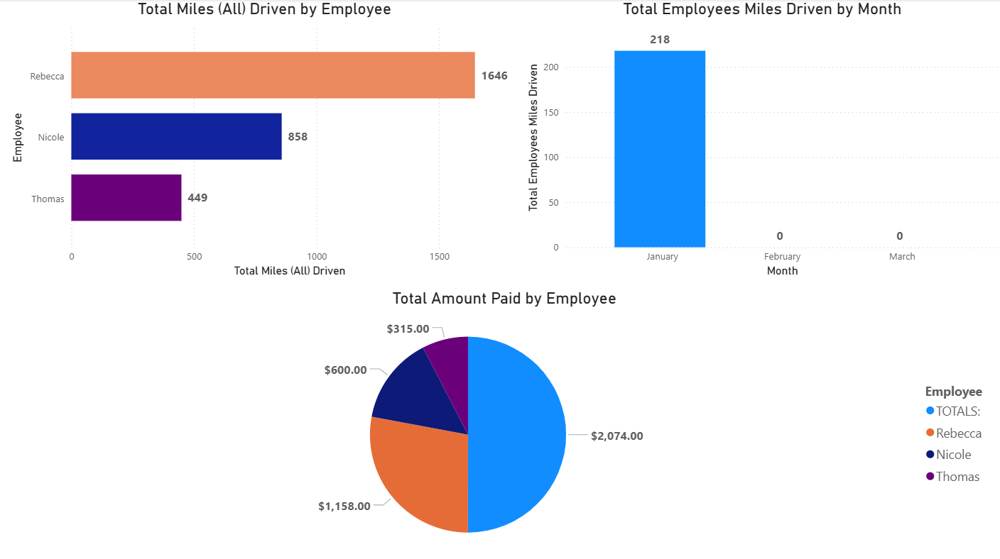 Total Miles (All) Driven by Employee
Employee
Rebecca
1646
Nicole
858
Thomas
449
0
500
1000
1500
Total Miles (All) Driven
Total Employees Miles Driven by Month
Total Employees Miles Driven
200
150
100
50
0
218
0
0
January
February
March
Month
Total Amount Paid by Employee
$315.00
$600.00
$1,158.00
$2,074.00
Employee
TOTALS:
Rebecca
Nicole
Thomas